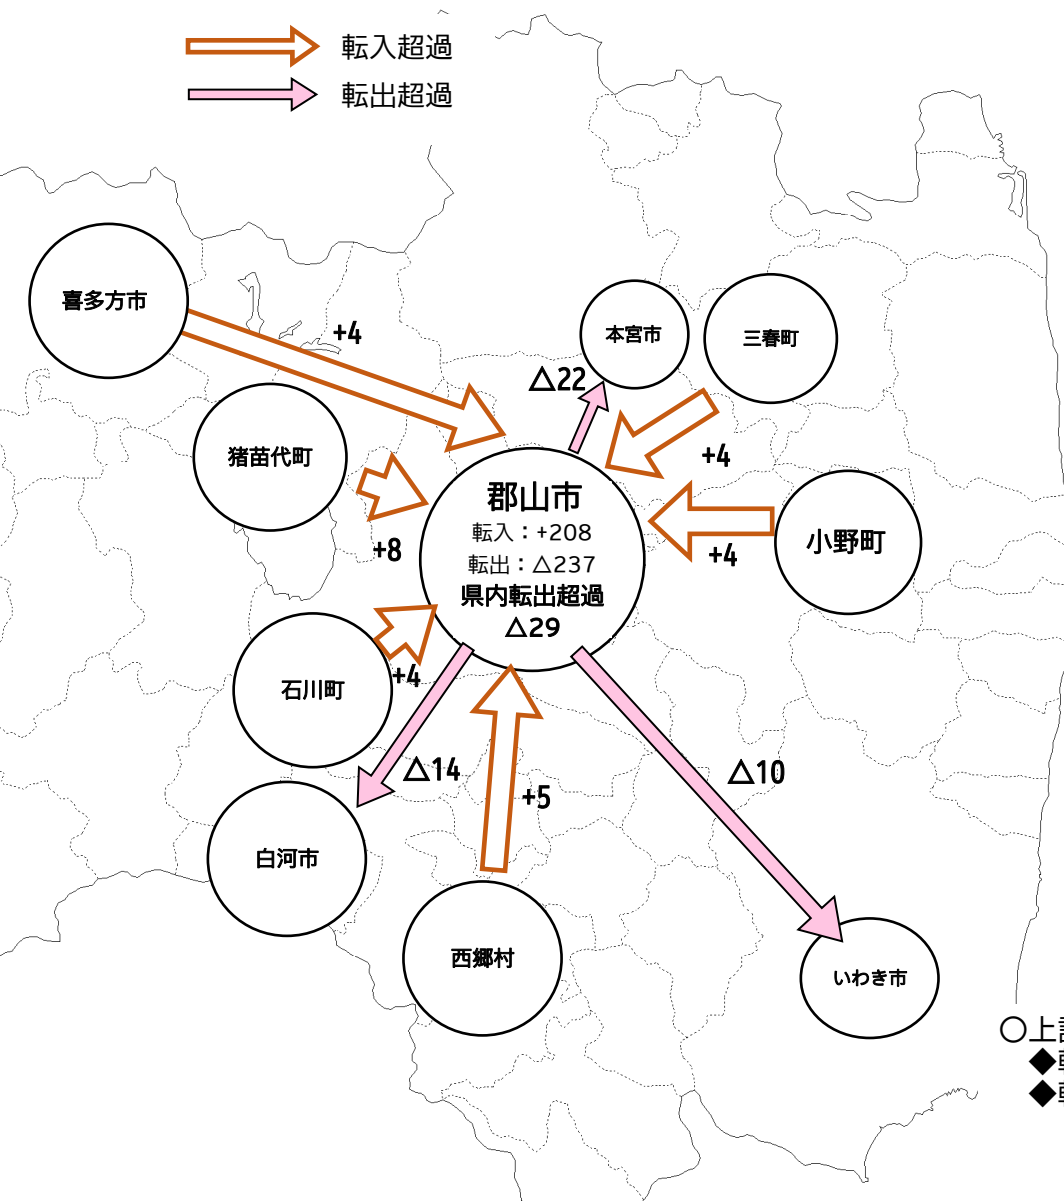 転入超過
転出超過
喜多方市
+4
本宮市
三春町
△22
猪苗代町
+4
郡山市
転入：+208
転出：△237
県内転出超過
△29
小野町
+8
+4
石川町
+4
△14
△10
+5
白河市
西郷村
いわき市
〇上
◆
◆